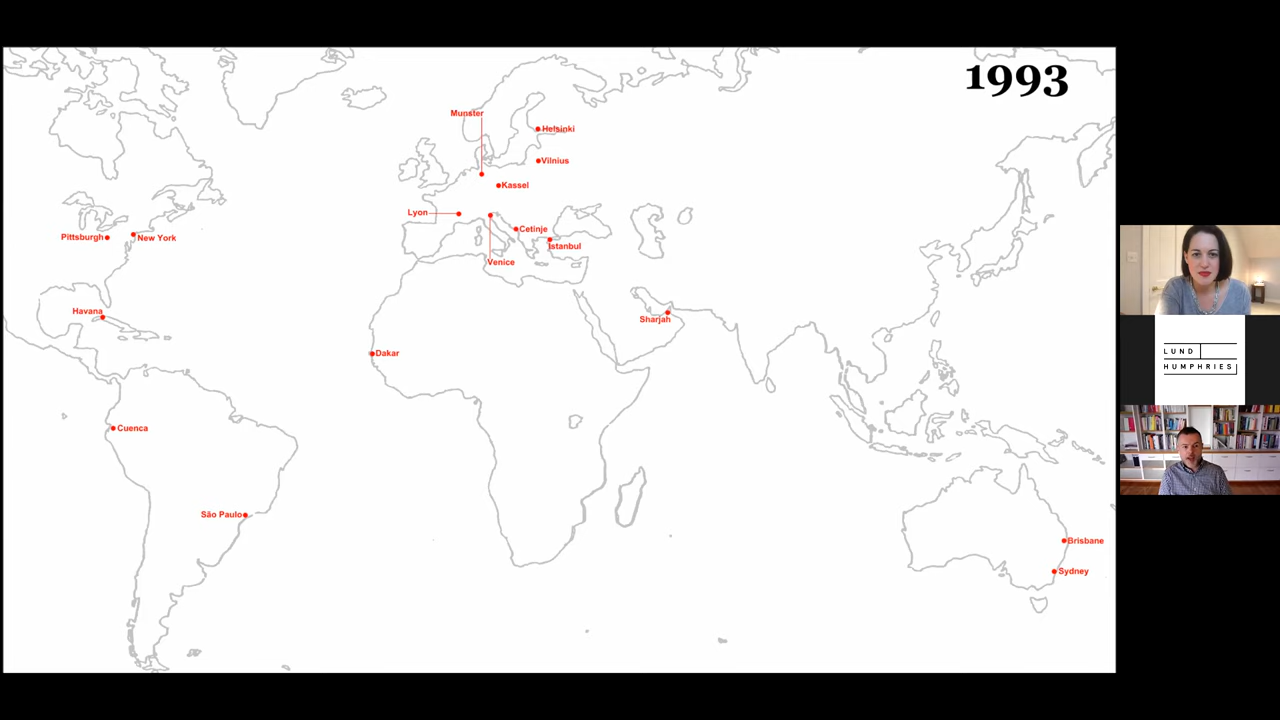 1993
Munster
Helsinki
Vilnius
Kassel
Lyon
Cetinje
Pittsburgh
New York
Istanbul
Venice
Havana
Sharjah
Dakar
Cuenca
São Paulo
Brisbane
Sydney
LUND
HUMPHRIES